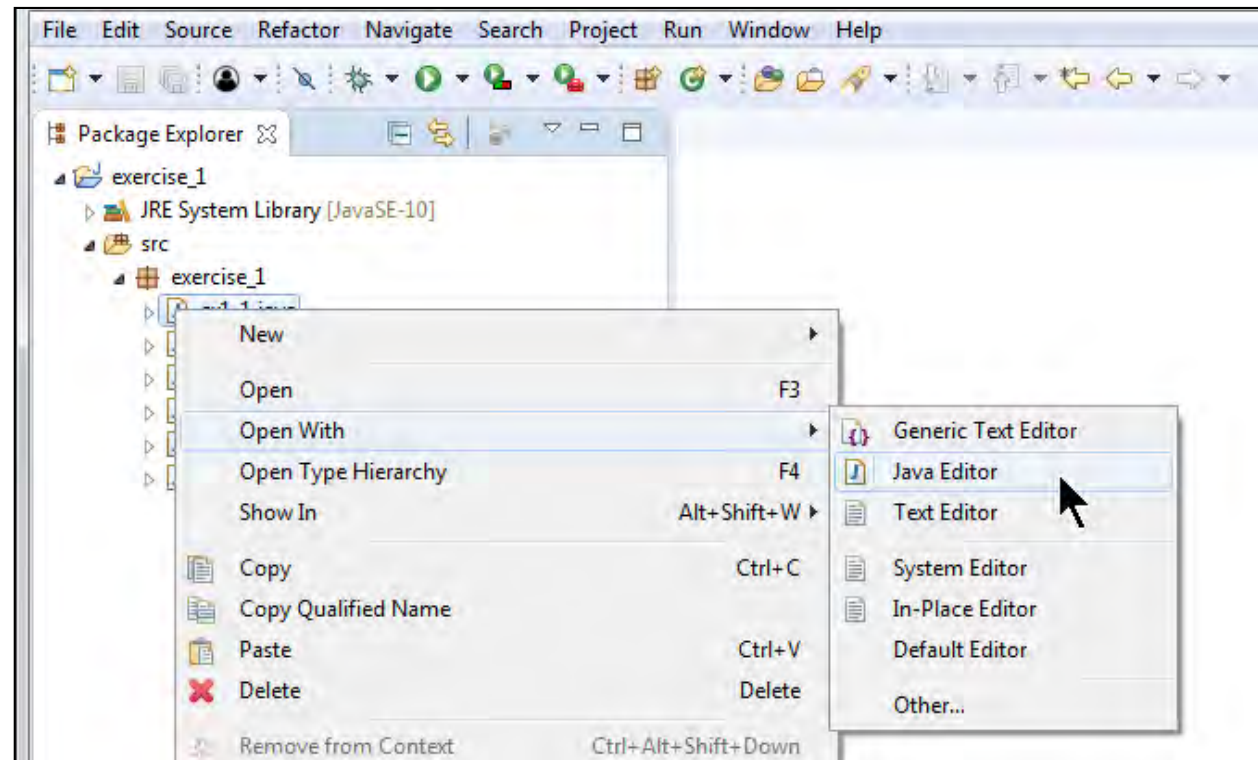 File Edit Source Refactor Navigate Search Project Run Window Help
Package Explorer
exercise_1
JRE System Library [JavaSE-10]
src
exercise_1
New
Open F3
Open With
Open Type Hierarchy F4
Show In Alt+Shift+W
Copy Ctrl+C
Copy Qualified Name
Paste Ctrl+V
Delete Delete
Remove from Context Ctrl+Alt+Shift+Down
Generic Text Editor
Java Editor
Text Editor
System Editor
In-Place Editor
Default Editor
Other...